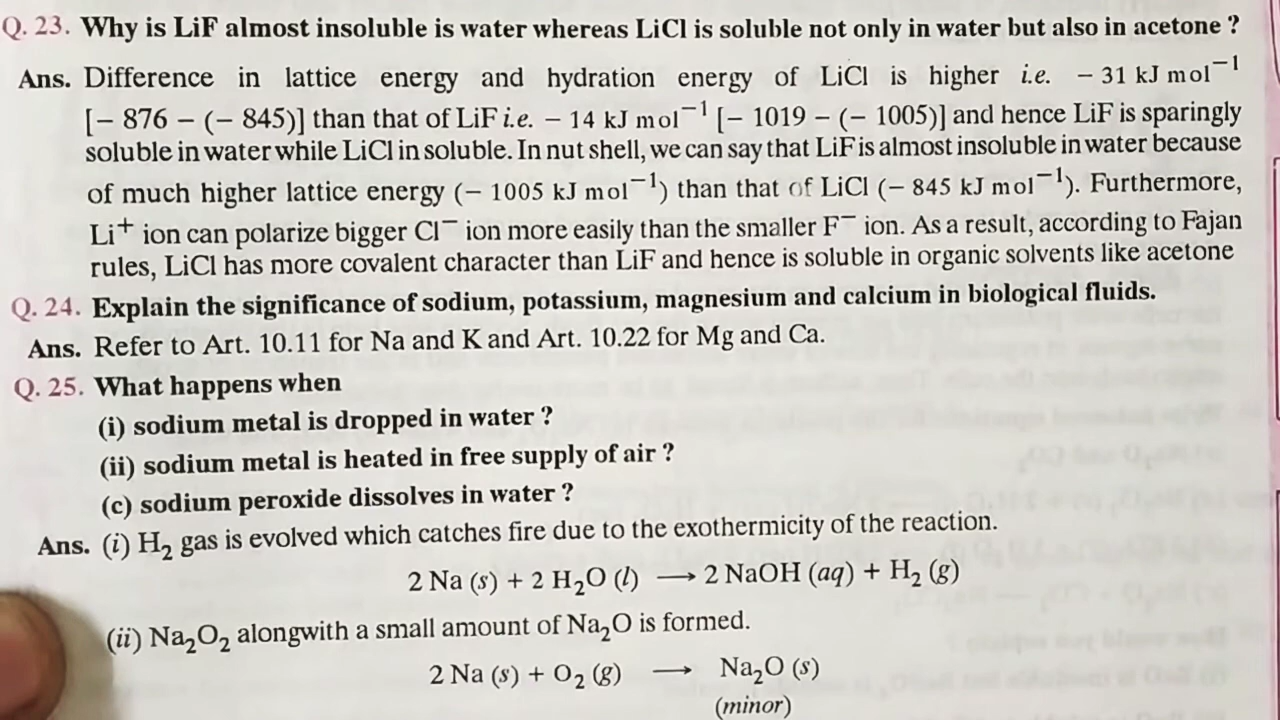 Q. 23. Why is LiF almost insoluble is water whereas LiCl is soluble not only in water but also in acetone ?
Ans. Difference in lattice energy and hydration energy of LiCl is higher i.e. – 31 kJ mol⁻¹
[– 876 – (– 845)] than that of LiF i.e. – 14 kJ mol⁻¹ [– 1019 – (– 1005)] and hence LiF is sparingly
soluble in water while LiCl in soluble. In nut shell, we can say that LiF is almost insoluble in water because
of much higher lattice energy (– 1005 kJ mol⁻¹) than that of LiCl (– 845 kJ mol⁻¹). Furthermore,
Li⁺ ion can polarize bigger Cl⁻ ion more easily than the smaller F⁻ ion. As a result, according to Fajan
rules, LiCl has more covalent character than LiF and hence is soluble in organic solvents like acetone
Q. 24. Explain the significance of sodium, potassium, magnesium and calcium in biological fluids.
Ans. Refer to Art. 10.11 for Na and K and Art. 10.22 for Mg and Ca.
Q. 25. What happens when
(i) sodium metal is dropped in water ?
(ii) sodium metal is heated in free supply of air ?
(c) sodium peroxide dissolves in water ?
Ans. (i) H₂ gas is evolved which catches fire due to the exothermicity of the reaction.
2 Na (s) + 2 H₂O (l) ⟶ 2 NaOH (aq) + H₂ (g)
(ii) Na₂O₂ alongwith a small amount of Na₂O is formed.
2 Na (s) + O₂ (g) ⟶ Na₂O (s)
(minor)